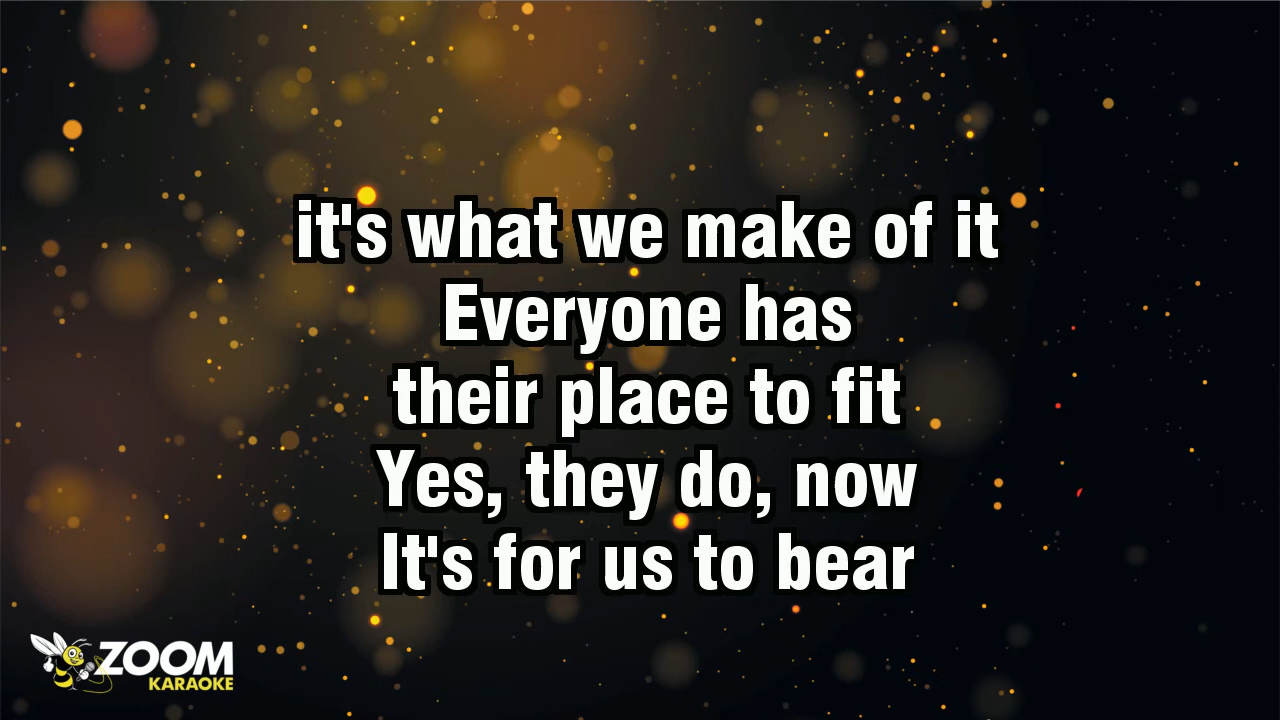 it's what we make of it
Everyone has
their place to fit
Yes, they do, now
It's for us to bear
ZOOM
KARAOKE